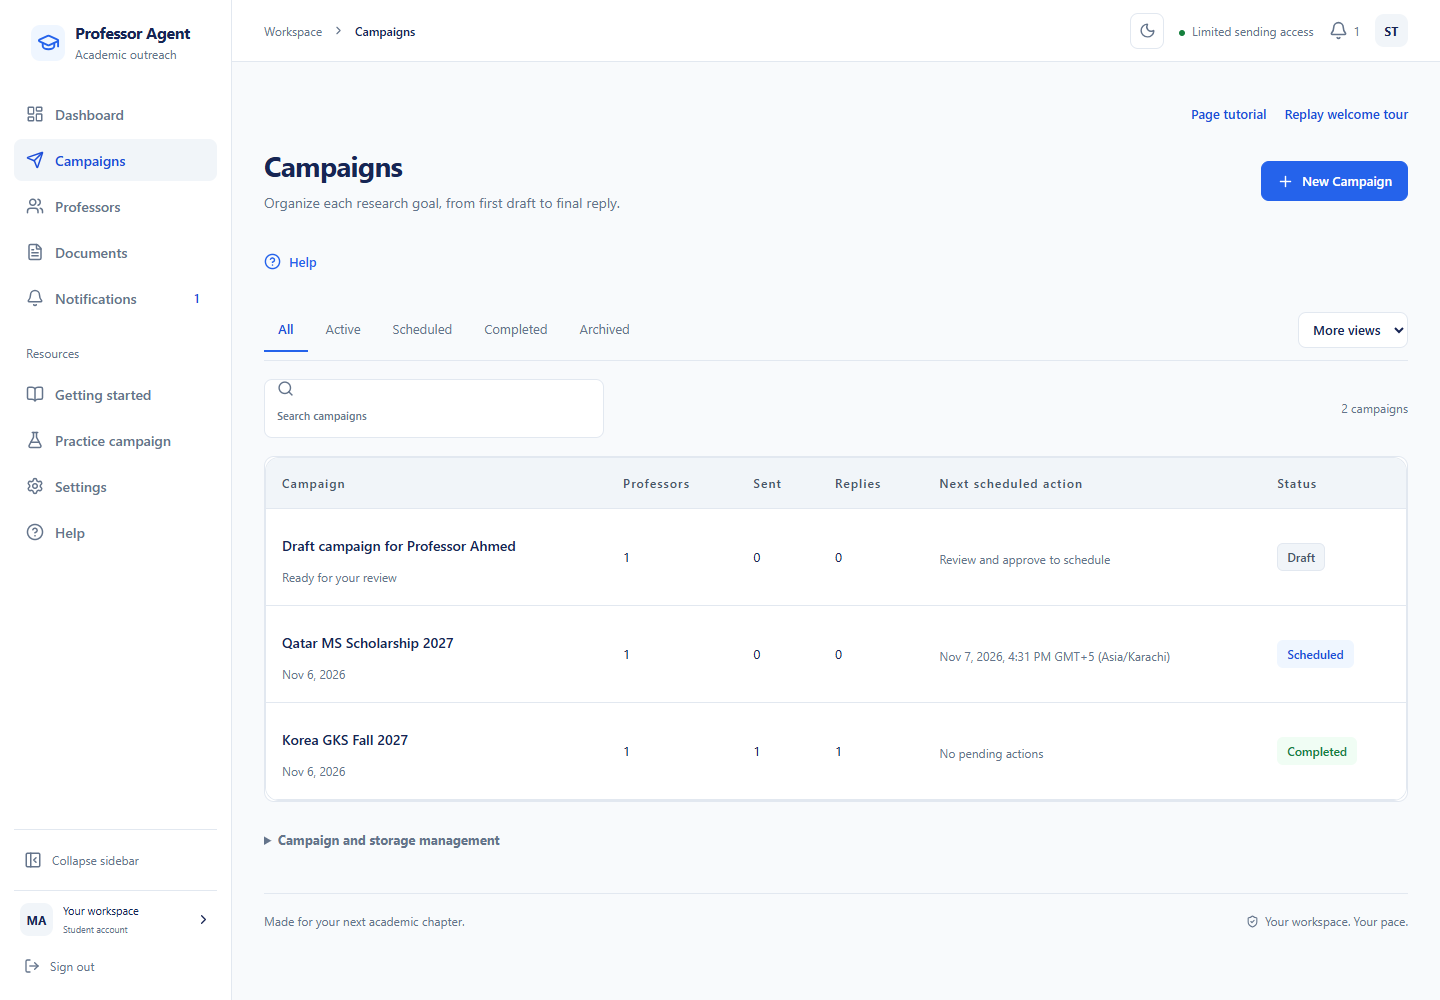 Professor Agent
Academic outreach
Dashboard
Campaigns
Professors
Documents
Notifications 1
Resources
Getting started
Practice campaign
Settings
Help
Collapse sidebar
MA
Your workspace
Student account
Sign out
Workspace Campaigns
Limited sending access
1
ST
Page tutorial Replay welcome tour
Campaigns
New Campaign
Organize each research goal, from first draft to final reply.
Help
All Active Scheduled Completed Archived More views
Search campaigns
2 campaigns
Campaign Professors Sent Replies Next scheduled action Status
Draft campaign for Professor Ahmed
Ready for your review
1 0 0 Review and approve to schedule Draft
Qatar MS Scholarship 2027
Nov 6, 2026
1 0 0 Nov 7, 2026, 4:31 PM GMT+5 (Asia/Karachi) Scheduled
Korea GKS Fall 2027
Nov 6, 2026
1 1 1 No pending actions Completed
Campaign and storage management
Made for your next academic chapter. Your workspace. Your pace.